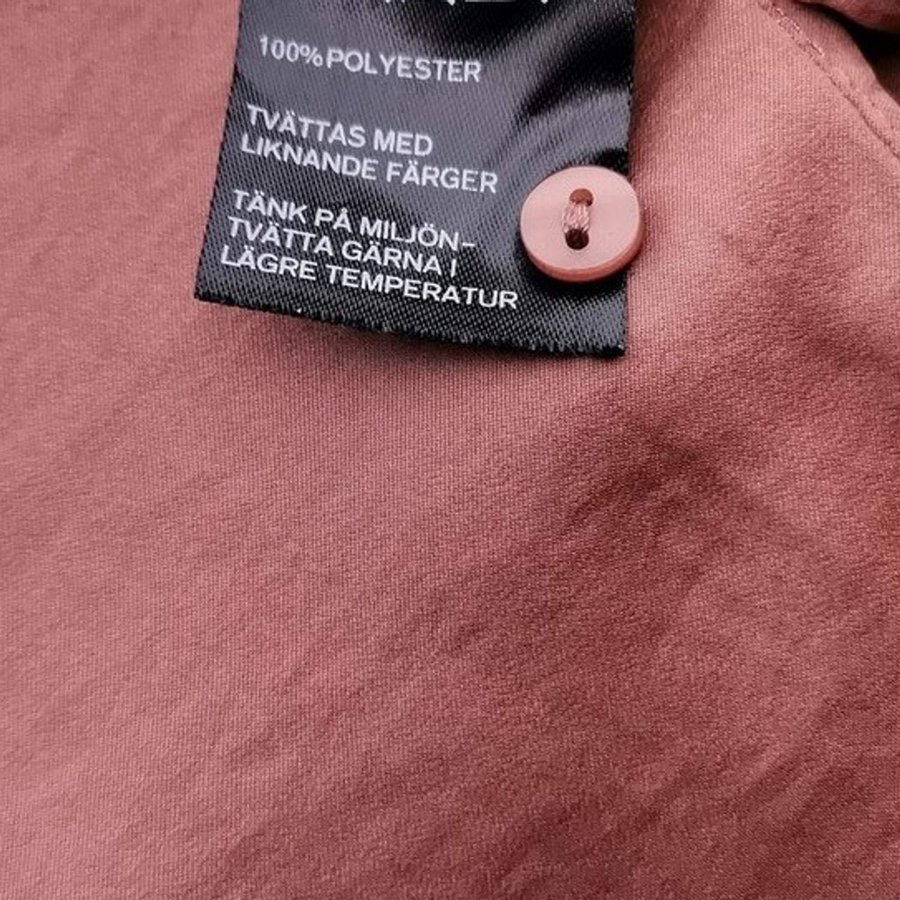 100% POLYESTER
TVÄTTAS MED
LIKNANDE FÄRGER
TÄNK PÅ MILJÖN-
TVÄTTA GÄRNA I
LÄGRE TEMPERATUR